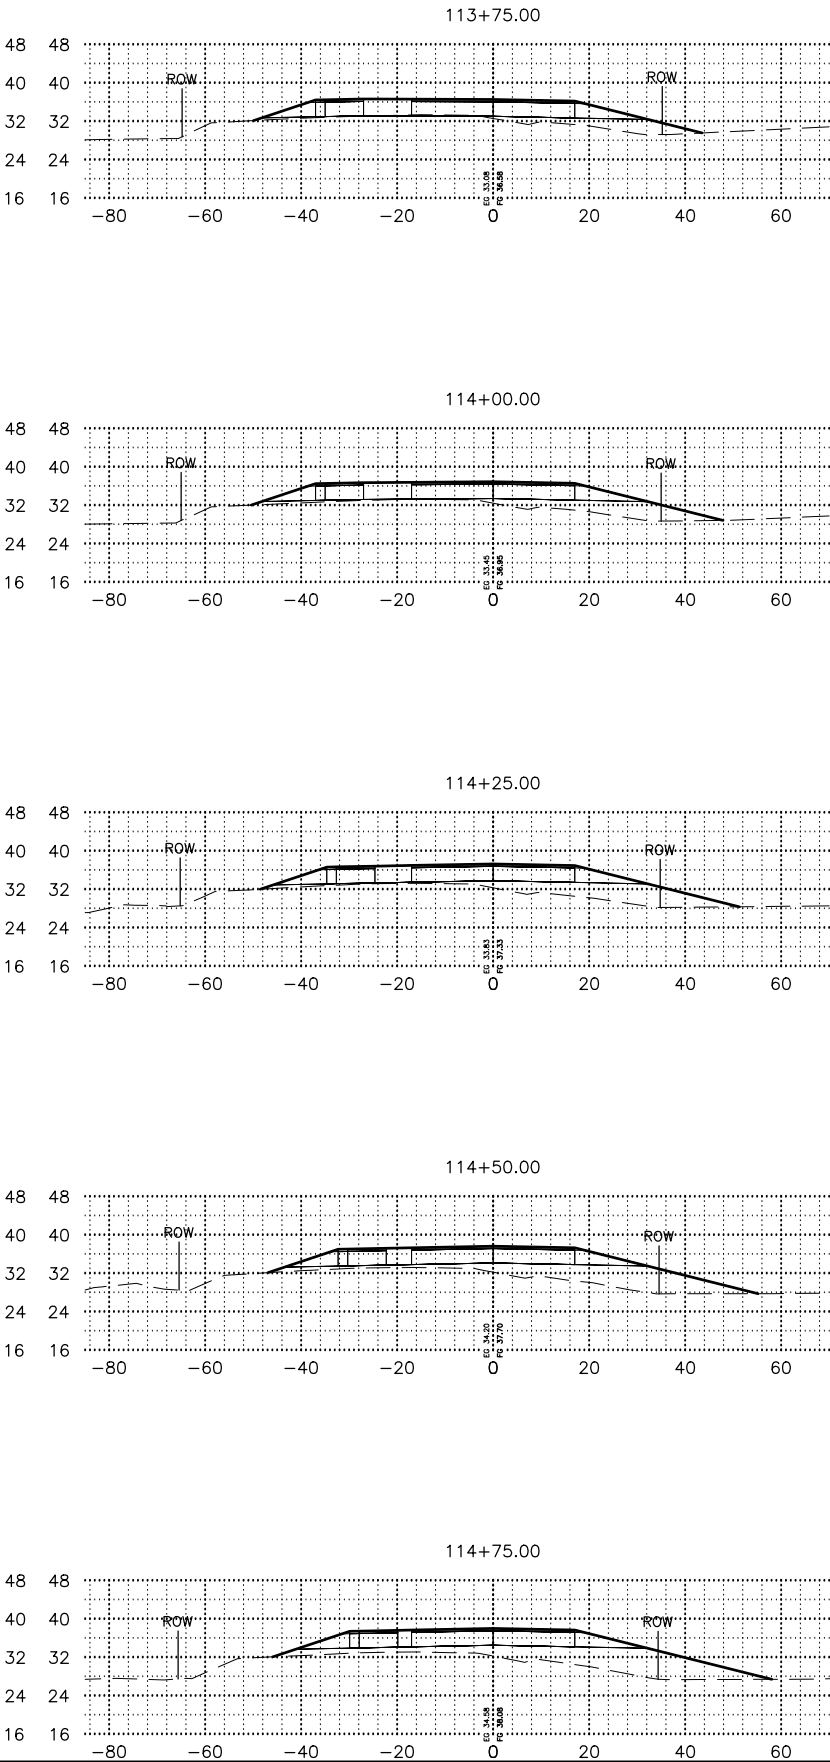 113+75.00
48 48
40 40
ROW ROW
32 32
24 24
16 16
EG 33.08
FG 36.58
−80 −60 −40 −20 0 20 40 60
114+00.00
48 48
40 40
ROW ROW
32 32
24 24
16 16
EG 33.45
FG 36.95
−80 −60 −40 −20 0 20 40 60
114+25.00
48 48
40 40
ROW ROW
32 32
24 24
16 16
EG 33.83
FG 37.33
−80 −60 −40 −20 0 20 40 60
114+50.00
48 48
40 40
ROW ROW
32 32
24 24
16 16
EG 34.20
FG 37.70
−80 −60 −40 −20 0 20 40 60
114+75.00
48 48
40 40
ROW ROW
32 32
24 24
16 16
EG 34.58
FG 38.08
−80 −60 −40 −20 0 20 40 60